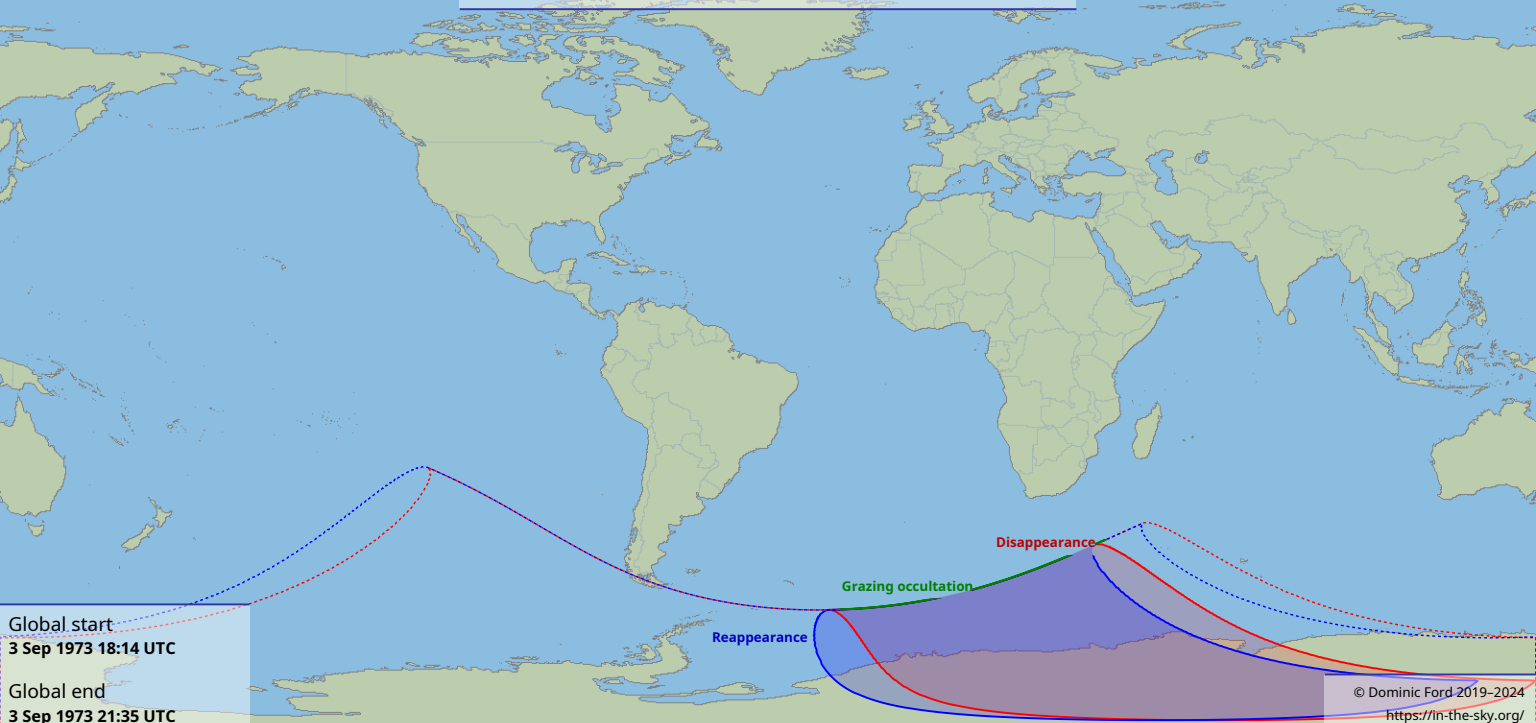 Disappearance
Grazing occultation
Reappearance
Global start
3 Sep 1973 18:14 UTC
Global end
3 Sep 1973 21:35 UTC
© Dominic Ford 2019–2024
https://in-the-sky.org/